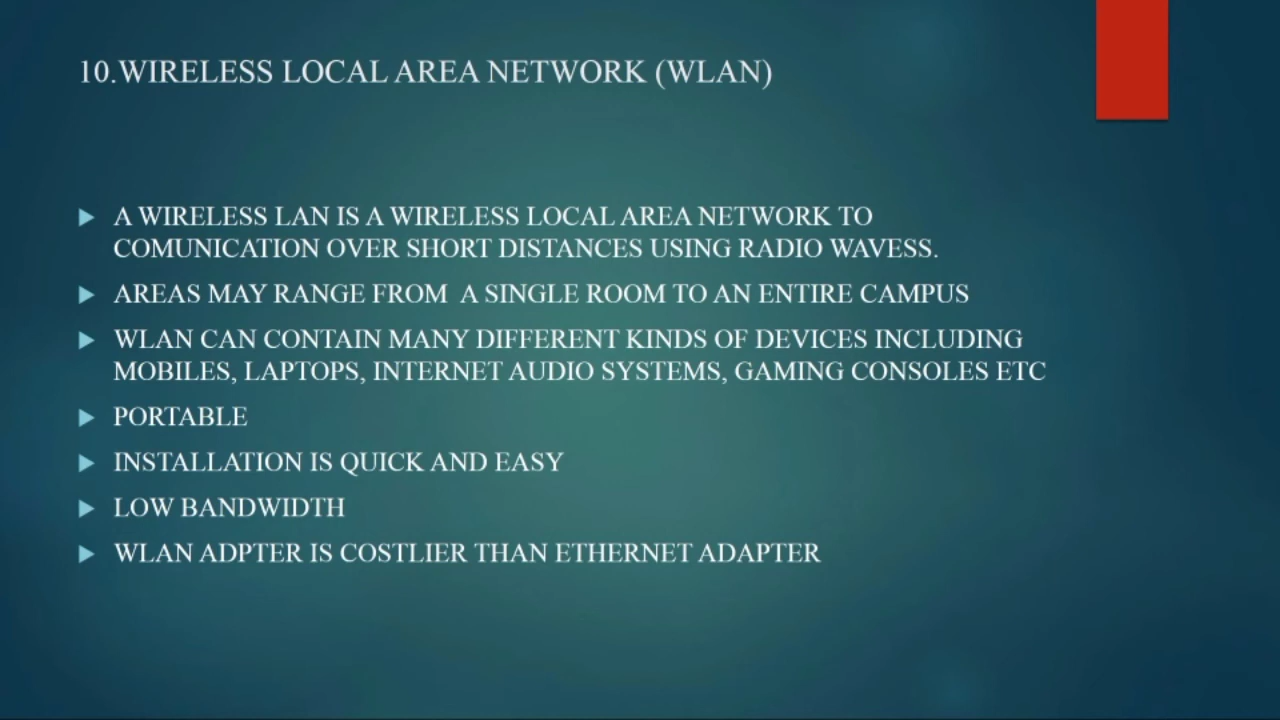 10.WIRELESS LOCAL AREA NETWORK (WLAN)
A WIRELESS LAN IS A WIRELESS LOCAL AREA NETWORK TO
COMUNICATION OVER SHORT DISTANCES USING RADIO WAVESS.
AREAS MAY RANGE FROM  A SINGLE ROOM TO AN ENTIRE CAMPUS
WLAN CAN CONTAIN MANY DIFFERENT KINDS OF DEVICES INCLUDING
MOBILES, LAPTOPS, INTERNET AUDIO SYSTEMS, GAMING CONSOLES ETC
PORTABLE
INSTALLATION IS QUICK AND EASY
LOW BANDWIDTH
WLAN ADPTER IS COSTLIER THAN ETHERNET ADAPTER